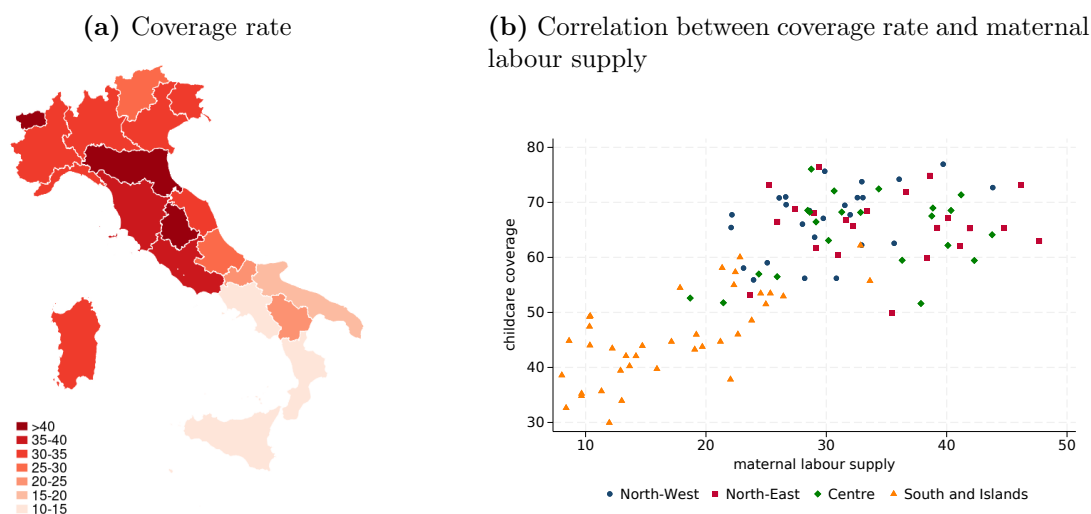 (a) Coverage rate
>40
35-40
30-35
25-30
20-25
15-20
10-15
(b) Correlation between coverage rate and maternal
labour supply
childcare coverage
80
70
60
50
40
30
10 20 30 40 50
maternal labour supply
North-West North-East Centre South and Islands